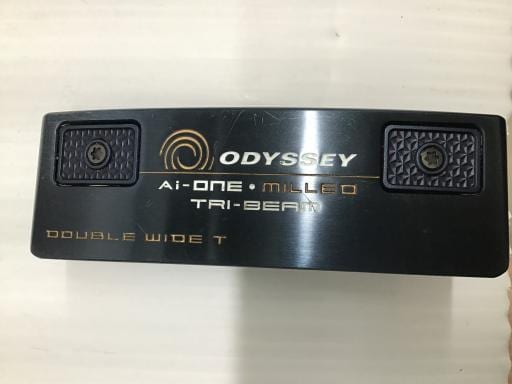 ODYSSEY
Ai-ONE • MILLED
TRI-BEAM
DOUBLE WIDE T